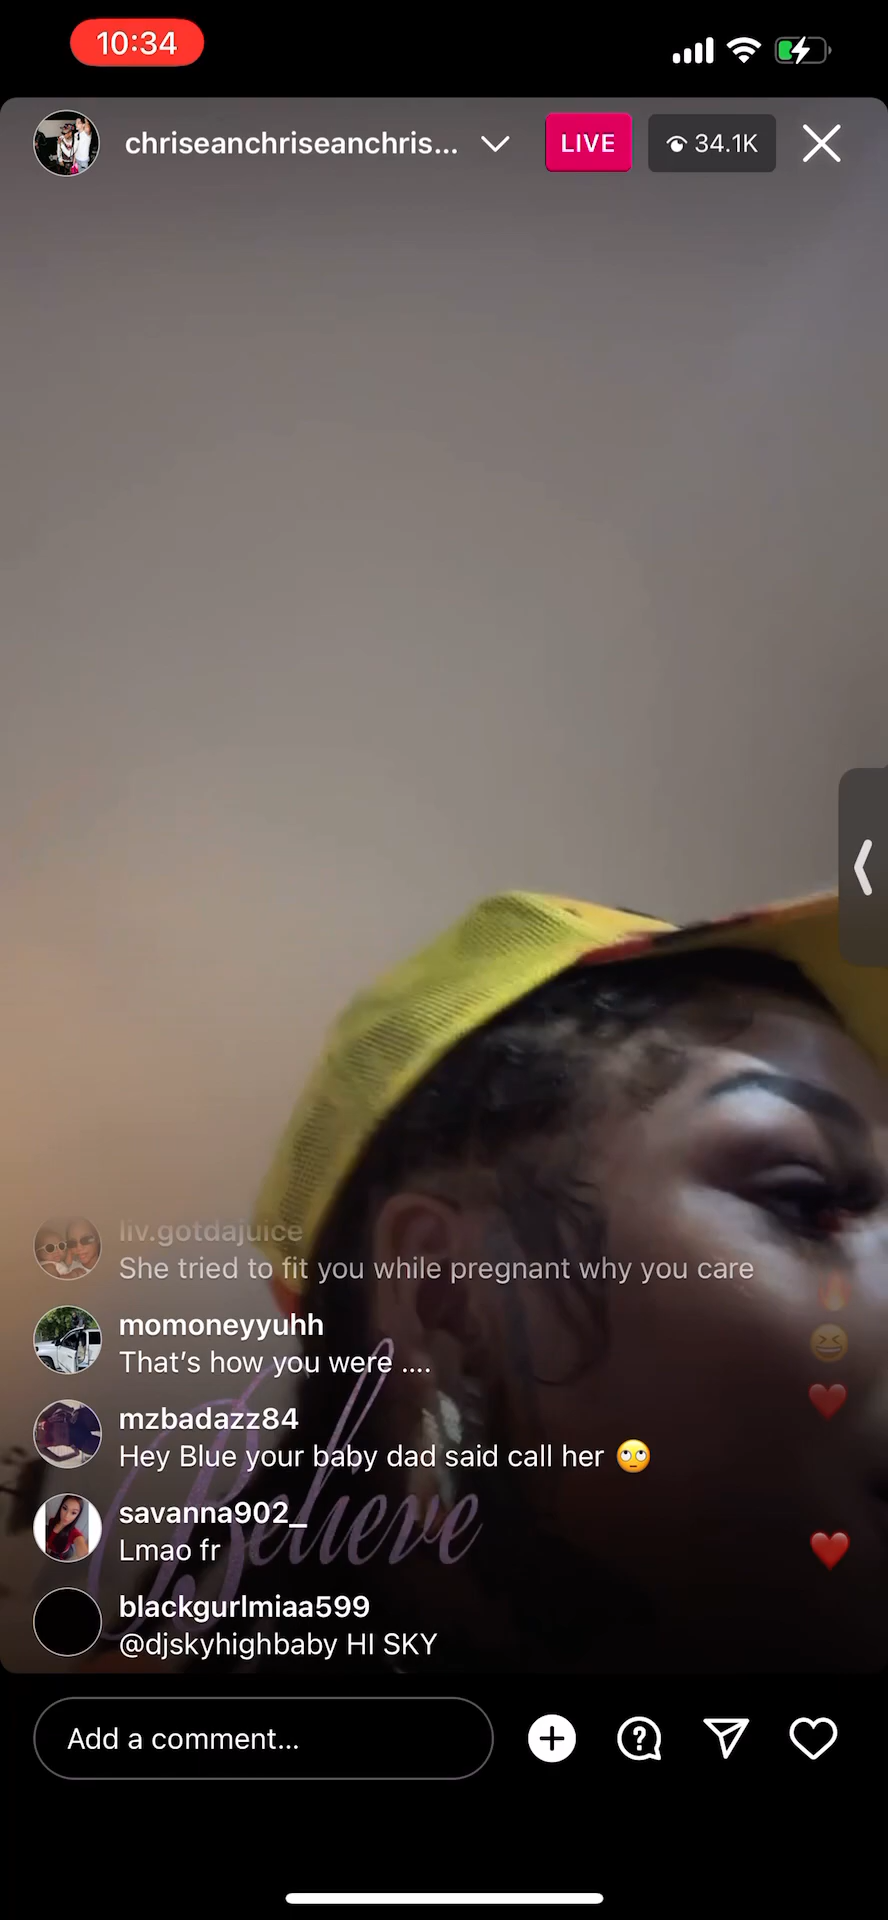 10:34
chriseanchriseanchris...
LIVE
34.1K
liv.gotdajuice
She tried to fit you while pregnant why you care
momoneyyuhh
That’s how you were ....
mzbadazz84
Hey Blue your baby dad said call her 🙄
savanna902_
Lmao fr
Believe
blackgurlmiaa599
@djskyhighbaby HI SKY
Add a comment...